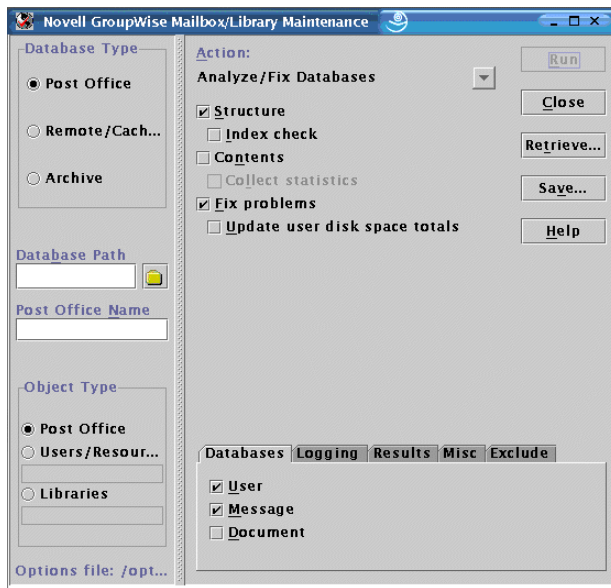 Novell GroupWise Mailbox/Library Maintenance
Database Type
Post Office
Remote/Cach...
Archive
Database Path
Post Office Name
Object Type
Post Office
Users/Resour...
Libraries
Options file: /opt...
Action:
Analyze/Fix Databases
Structure
Index check
Contents
Collect statistics
Fix problems
Update user disk space totals
Run
Close
Retrieve...
Save...
Help
Databases Logging Results Misc Exclude
User
Message
Document